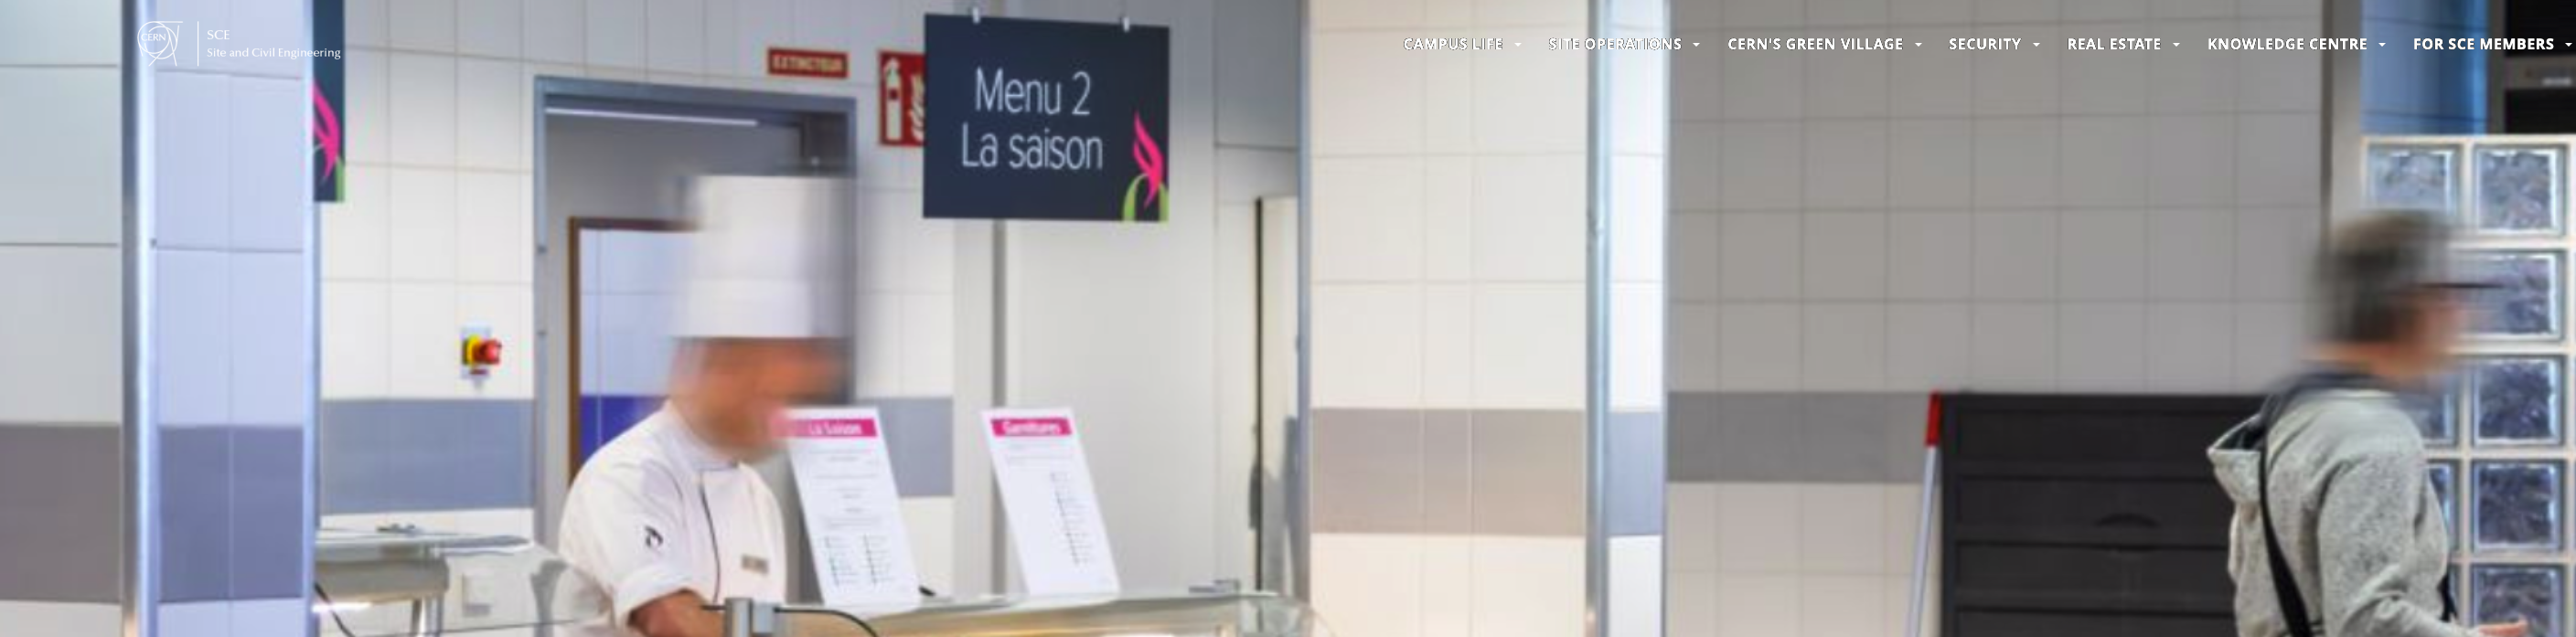 CERN
SCE
Site and Civil Engineering
CAMPUS LIFE
SITE OPERATIONS
CERN'S GREEN VILLAGE
SECURITY
REAL ESTATE
KNOWLEDGE CENTRE
FOR SCE MEMBERS
EXTINCTEUR
Menu 2
La saison
La Saison
Garnitures